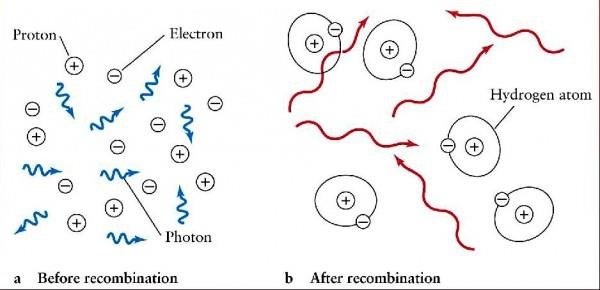 Proton
Electron
Photon
a Before recombination
Hydrogen atom
b After recombination